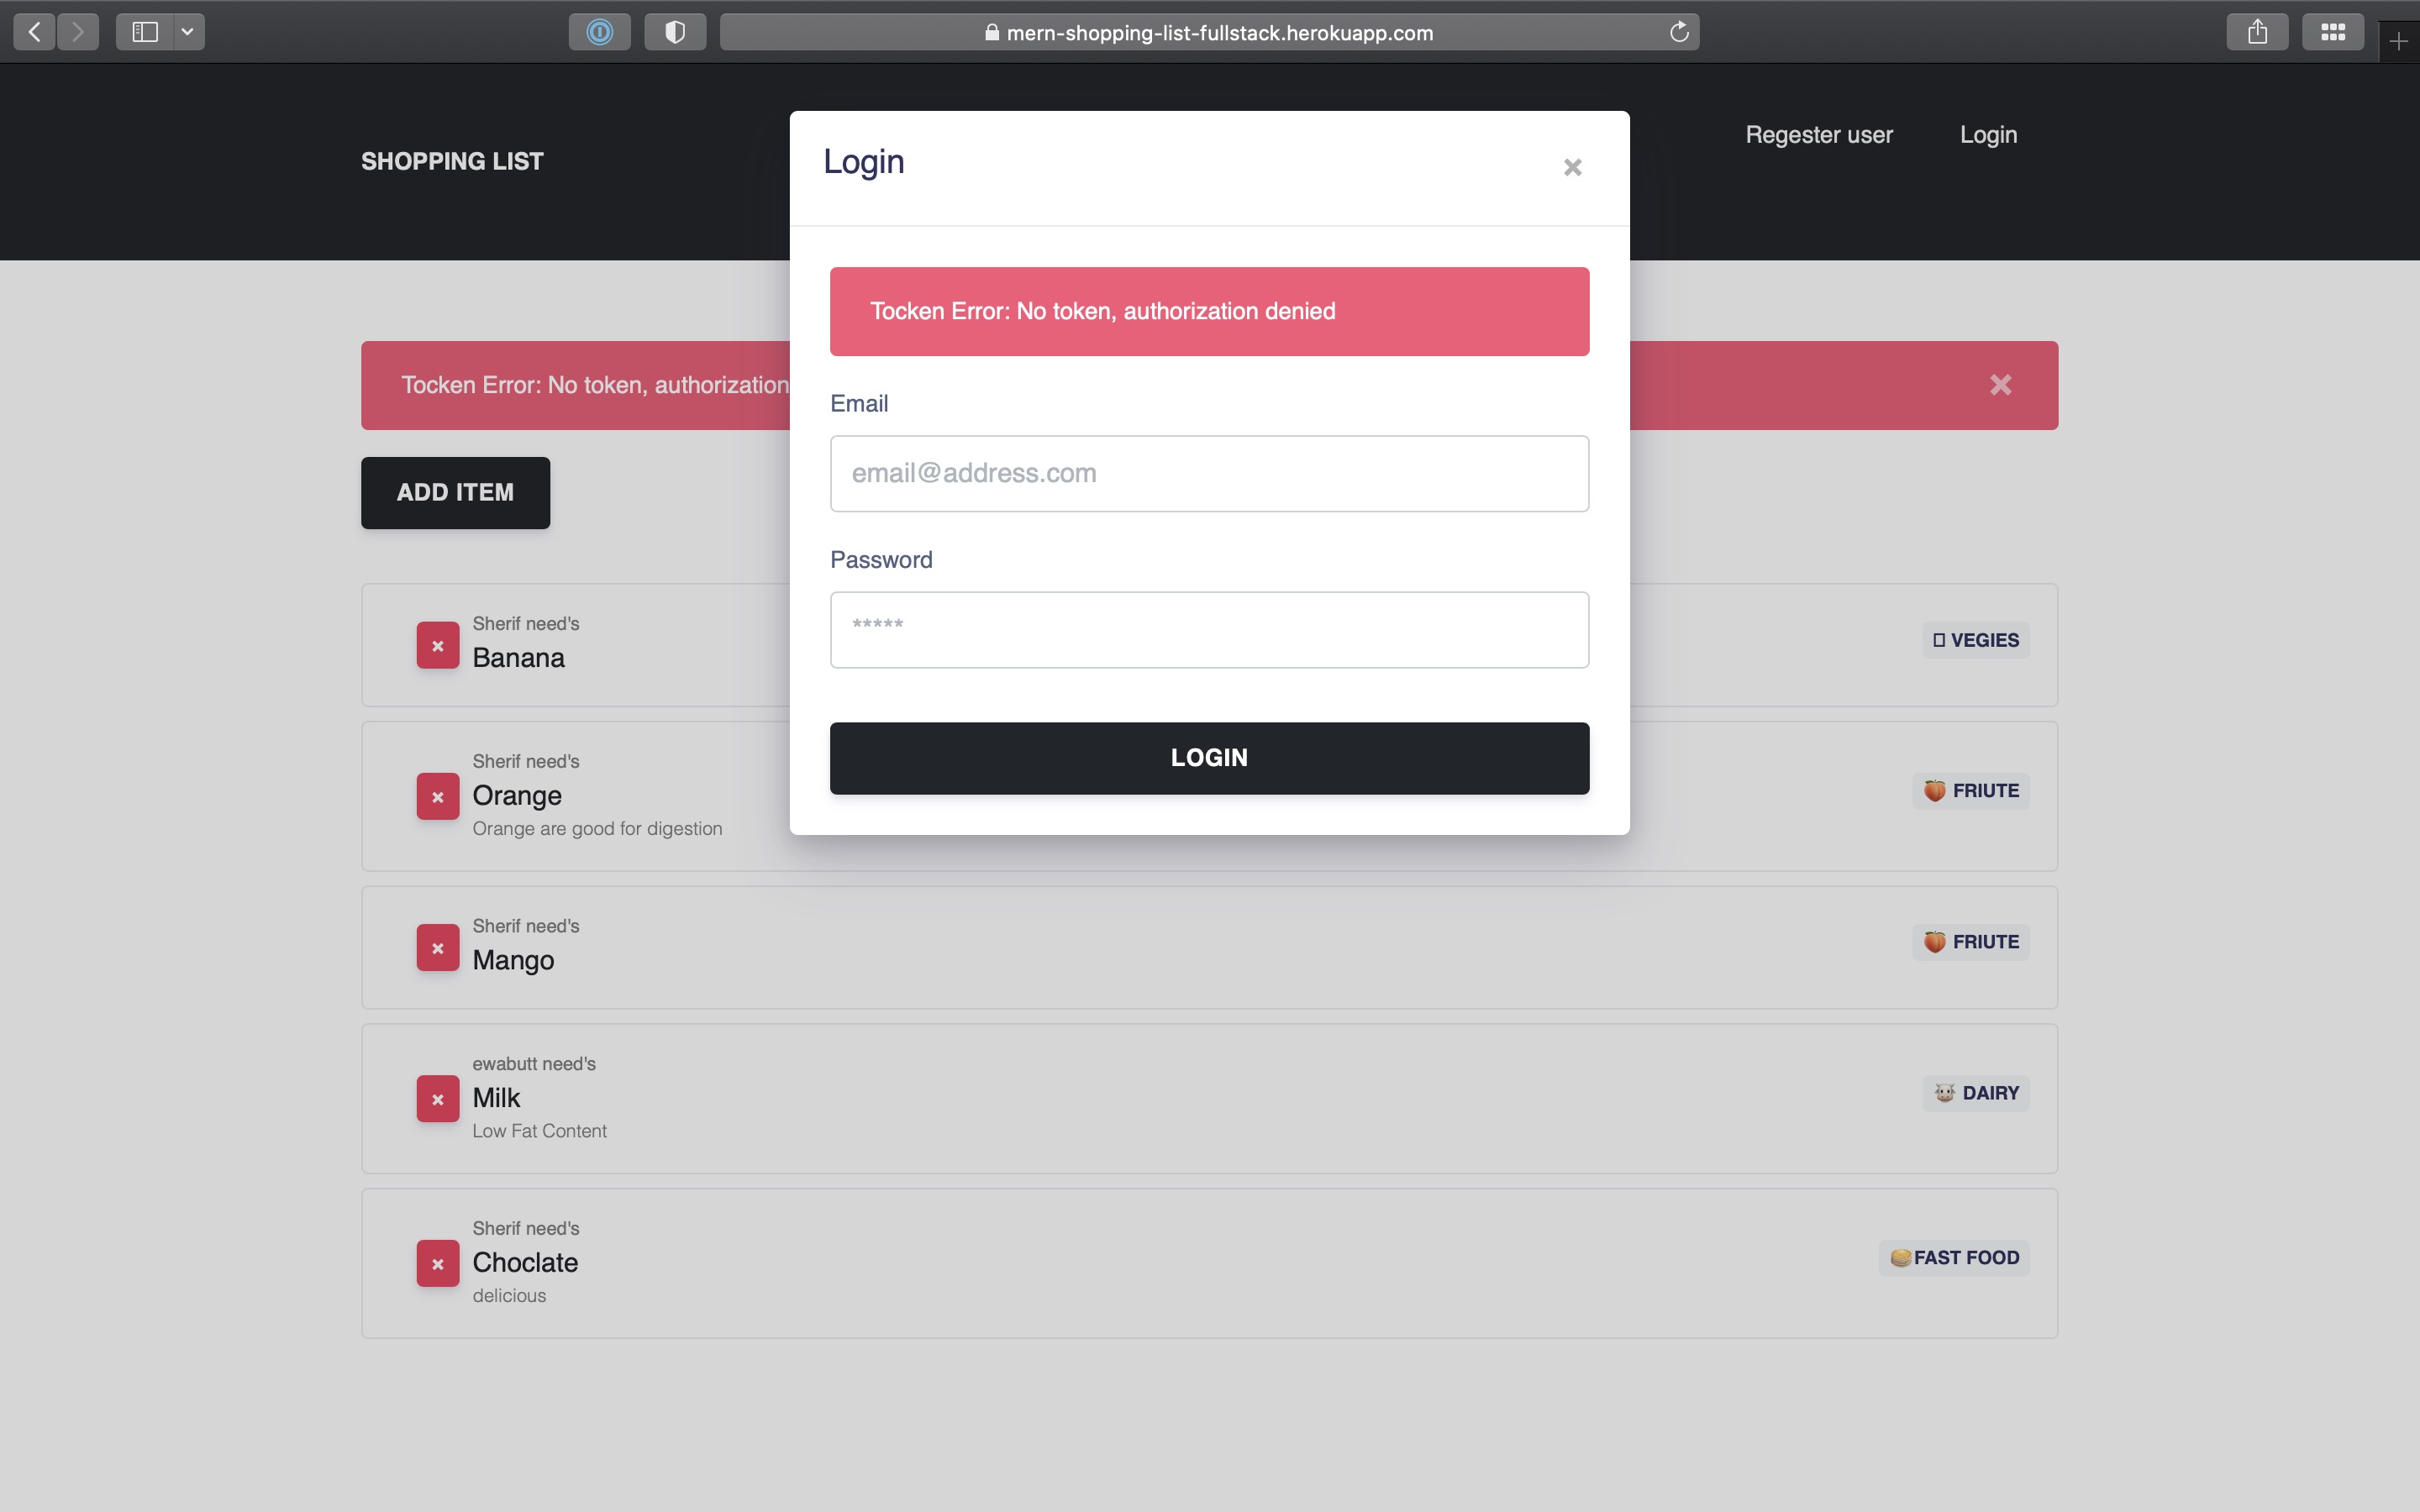 mern-shopping-list-fullstack.herokuapp.com
SHOPPING LIST
Regester user
Login
Login
×
Tocken Error: No token, authorization denied
Tocken Error: No token, authorization
×
Email
email@address.com
Password
*****
LOGIN
ADD ITEM
×
Sherif need's
Banana
VEGIES
×
Sherif need's
Orange
Orange are good for digestion
🍑 FRIUTE
×
Sherif need's
Mango
🍑 FRIUTE
×
ewabutt need's
Milk
Low Fat Content
🐮 DAIRY
×
Sherif need's
Choclate
delicious
🥞FAST FOOD